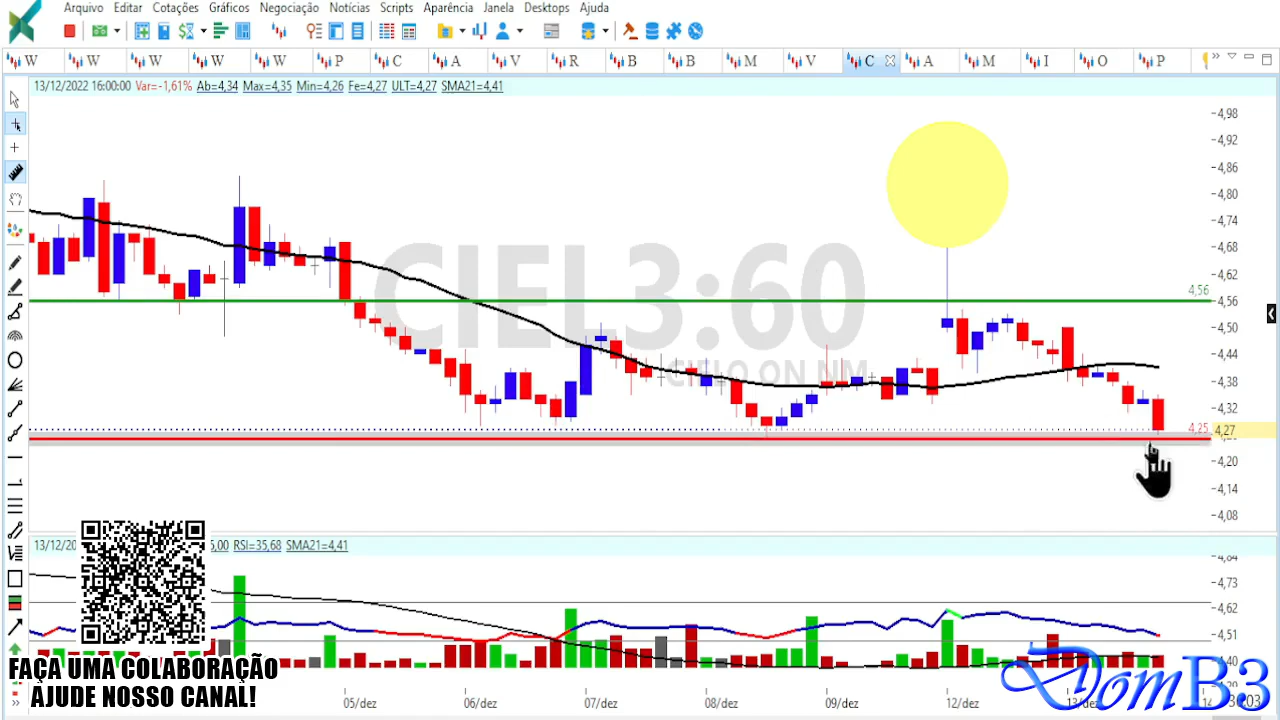 Arquivo Editar Cotações Gráficos Negociação Notícias Scripts Aparência Janela Desktops Ajuda
W W W W W P C A V R B B M V C A M I O P
13/12/2022 16:00:00 Var=-1,61% Ab=4,34 Max=4,35 Min=4,26 Fe=4,27 ULT=4,27 SMA21=4,41
4,98
4,92
4,86
4,80
4,74
4,68
4,62
4,56 4,56
4,50
4,44
4,38
4,32
4,25 4,27
4,20
4,14
4,08
CIEL3:60
CIELO ON NM
RSI=35,68 SMA21=4,41
4,84
4,73
4,62
4,51
4,40
FAÇA UMA COLABORAÇÃO
AJUDE NOSSO CANAL!
05/dez 06/dez 07/dez 08/dez 09/dez 12/dez 13/dez
DomB3